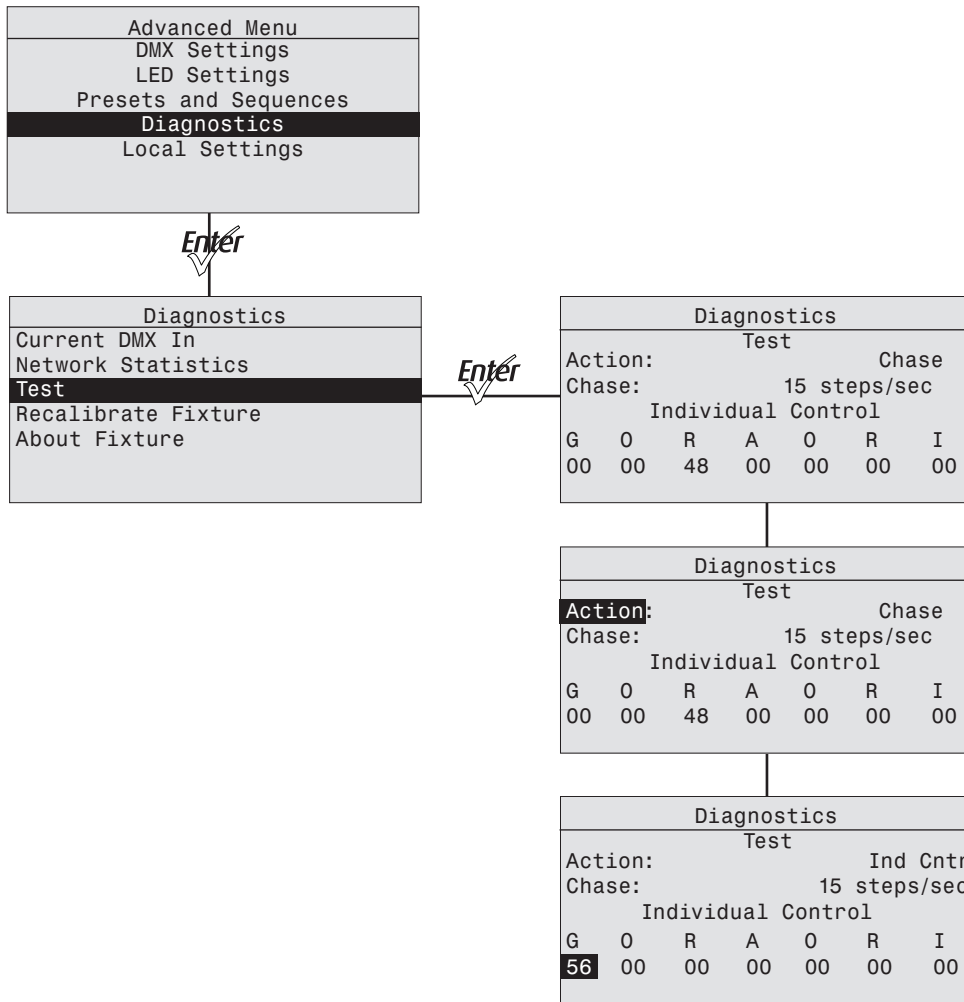 Advanced Menu
DMX Settings
LED Settings
Presets and Sequences
Diagnostics
Local Settings
Enter
Diagnostics
Current DMX In
Network Statistics
Test
Recalibrate Fixture
About Fixture
Enter
Diagnostics
Test
Action: Chase
Chase: 15 steps/sec
Individual Control
G O R A O R I
00 00 48 00 00 00 00
Diagnostics
Test
Action: Chase
Chase: 15 steps/sec
Individual Control
G O R A O R I
00 00 48 00 00 00 00
Diagnostics
Test
Action: Ind Cntr
Chase: 15 steps/sec
Individual Control
G O R A O R I
56 00 00 00 00 00 00